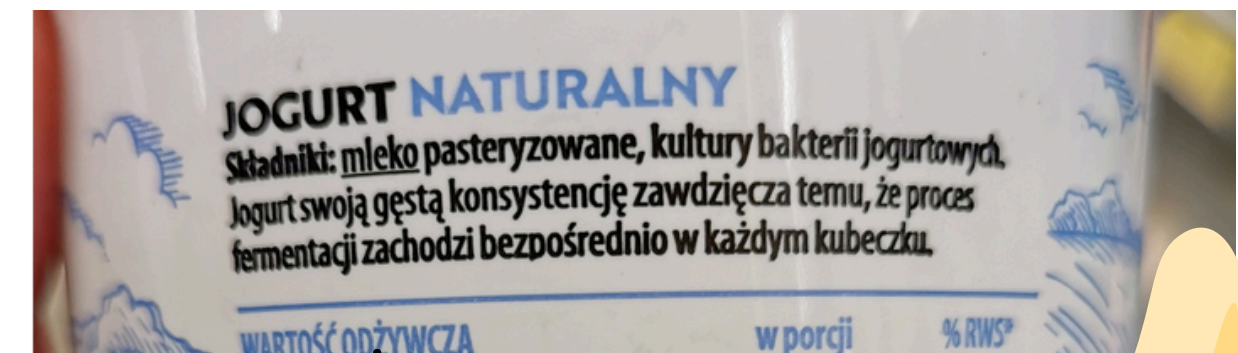 JOGURT NATURALNY
Składniki: mleko pasteryzowane, kultury bakterii jogurtowych.
Jogurt swoją gęstą konsystencję zawdzięcza temu, że proces
fermentacji zachodzi bezpośrednio w każdym kubeczku.
WARTOŚĆ ODŻYWCZA w porcji % RWS*